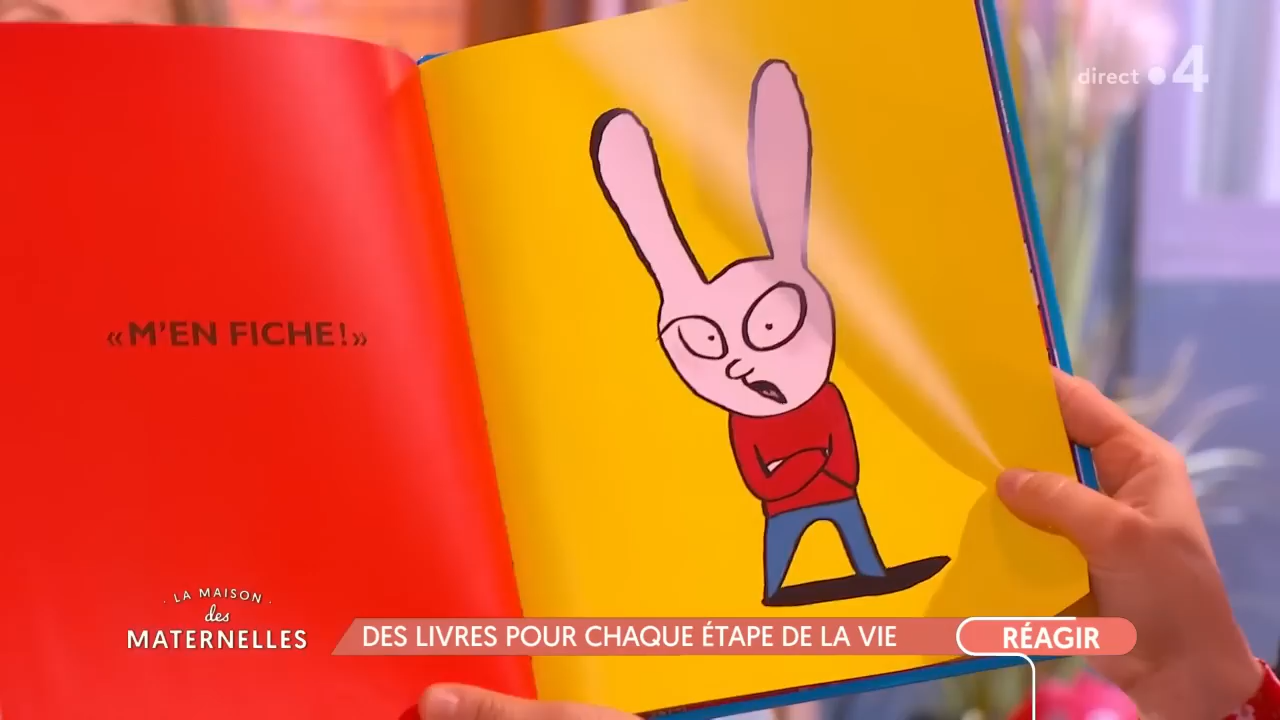 direct 4
«M'EN FICHE!»
· LA MAISON ·
des
MATERNELLES
DES LIVRES POUR CHAQUE ÉTAPE DE LA VIE
RÉAGIR